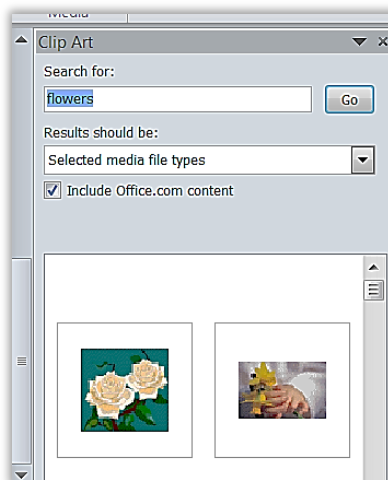 Media
Clip Art
Search for:
flowers
Go
Results should be:
Selected media file types
Include Office.com content